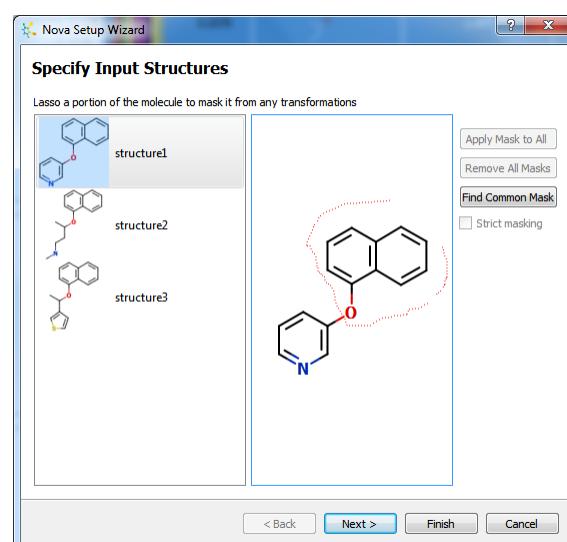 Nova Setup Wizard
?
X
Specify Input Structures
Lasso a portion of the molecule to mask it from any transformations
structure1
structure2
structure3
O
N
O
N
O
N
O
S
Apply Mask to All
Remove All Masks
Find Common Mask
Strict masking
< Back
Next >
Finish
Cancel